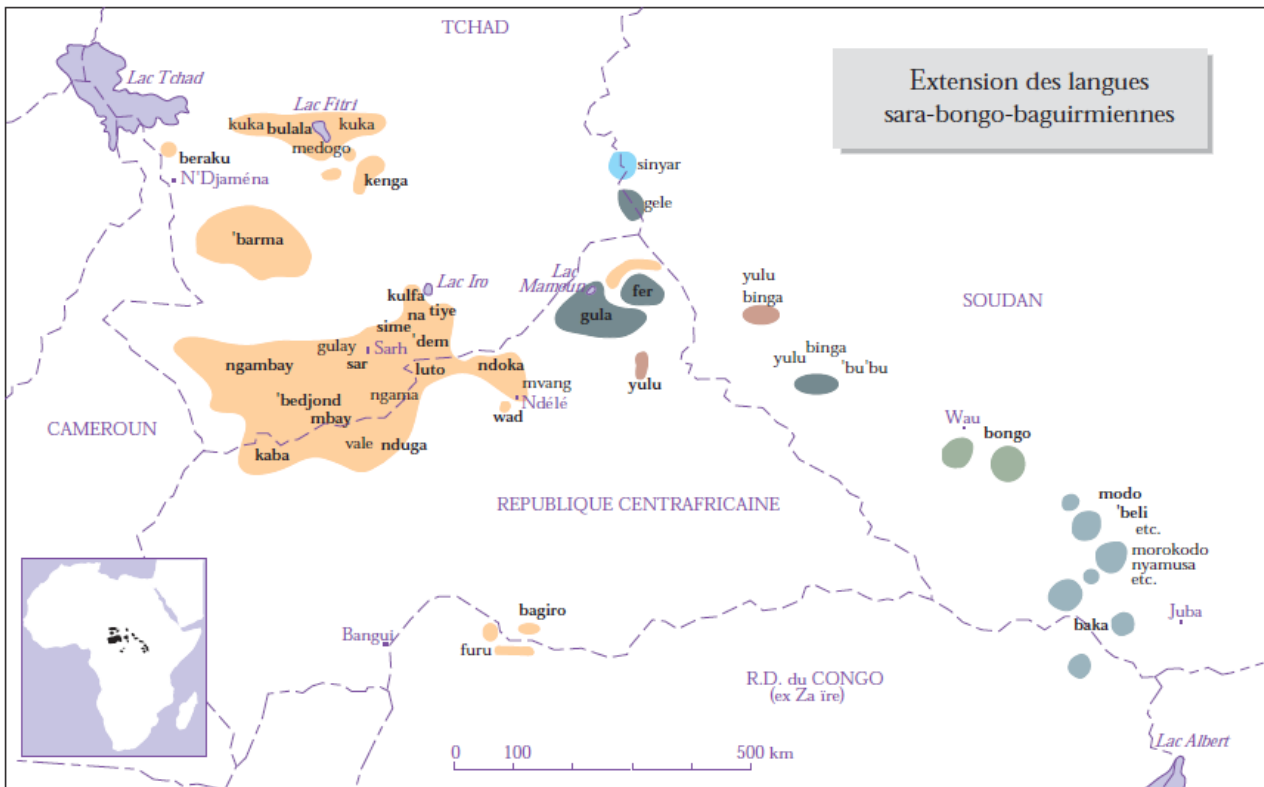 TCHAD
Extension des langues
sara-bongo-baguirmiennes
Lac Tchad
Lac Fitri
kuka
bulala
kuka
medogo
beraku
N'Djaména
kenga
sinyar
gele
'barma
Lac Iro
Lac
Mamoun
kulfa
na
tiye
sime
'dem
fer
gula
yulu
binga
SOUDAN
gulay
Sarh
sar
ngambay
luto
ndoka
mvang
Ndélé
wad
yulu
yulu
binga
'bu'bu
'bedjond
mbay
ngama
CAMEROUN
vale
nduga
kaba
Wau
bongo
REPUBLIQUE CENTRAFRICAINE
modo
'beli
etc.
morokodo
nyamusa
etc.
baka
Juba
bagiro
furu
Bangui
R.D. du CONGO
(ex Za ïre)
0 100 500 km
Lac Albert